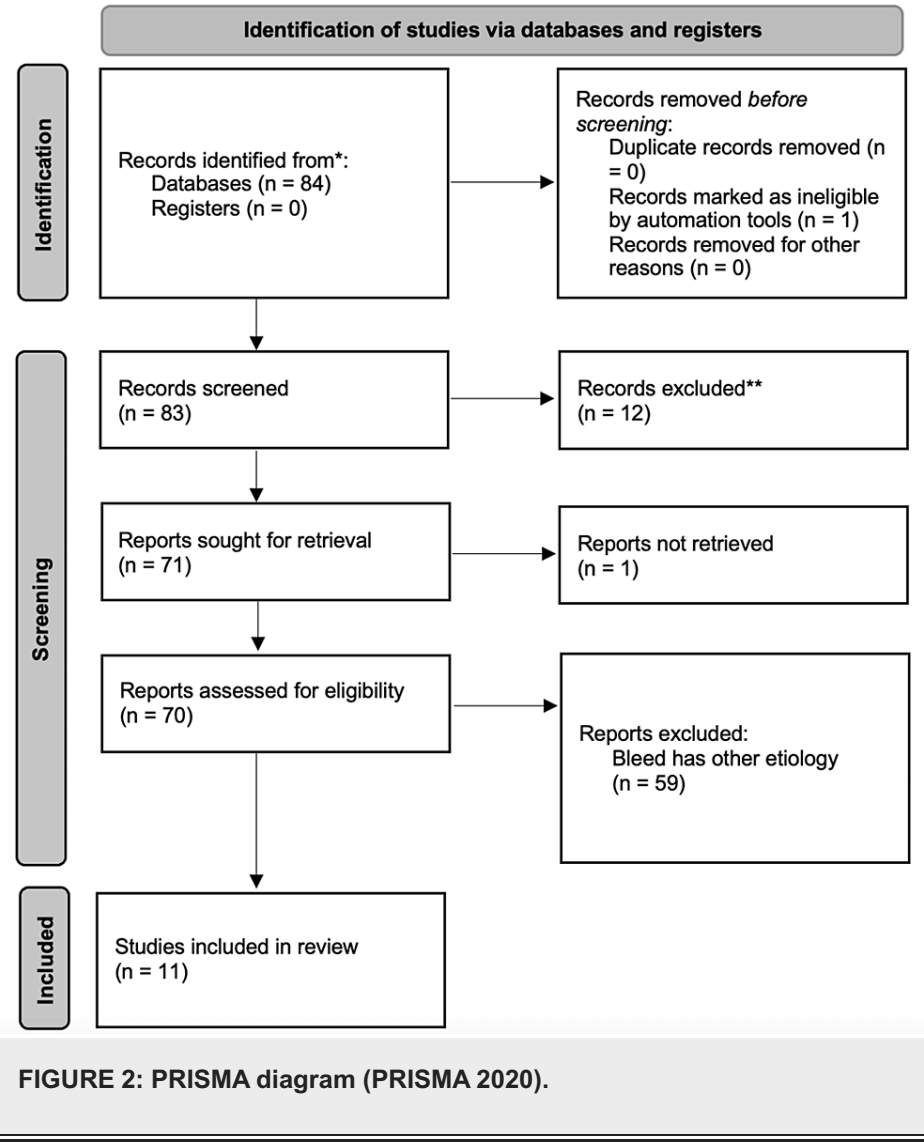 Identification of studies via databases and registers
Identification
Records identified from*:
Databases (n = 84)
Registers (n = 0)
Records removed before
screening:
Duplicate records removed (n
= 0)
Records marked as ineligible
by automation tools (n = 1)
Records removed for other
reasons (n = 0)
Screening
Records screened
(n = 83)
Records excluded**
(n = 12)
Reports sought for retrieval
(n = 71)
Reports not retrieved
(n = 1)
Reports assessed for eligibility
(n = 70)
Reports excluded:
Bleed has other etiology
(n = 59)
Included
Studies included in review
(n = 11)
FIGURE 2: PRISMA diagram (PRISMA 2020).